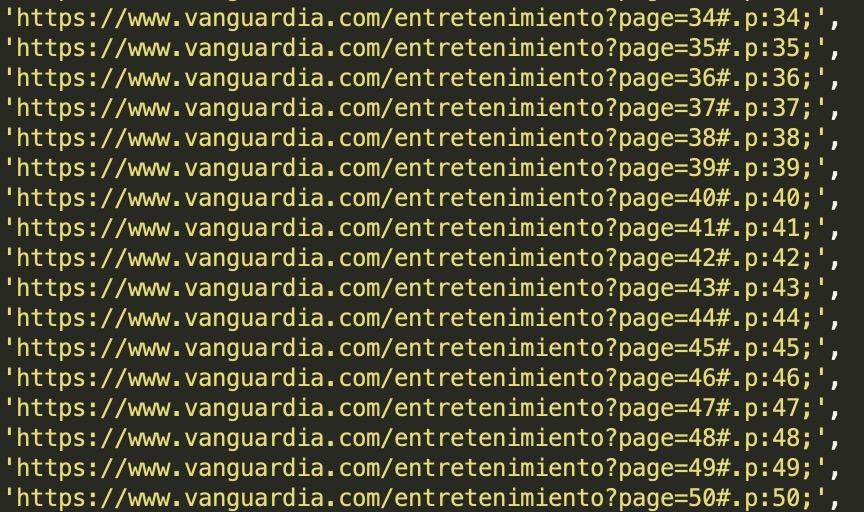 'https://www.vanguardia.com/entretenimiento?page=34#.p:34;',
'https://www.vanguardia.com/entretenimiento?page=35#.p:35;',
'https://www.vanguardia.com/entretenimiento?page=36#.p:36;',
'https://www.vanguardia.com/entretenimiento?page=37#.p:37;',
'https://www.vanguardia.com/entretenimiento?page=38#.p:38;',
'https://www.vanguardia.com/entretenimiento?page=39#.p:39;',
'https://www.vanguardia.com/entretenimiento?page=40#.p:40;',
'https://www.vanguardia.com/entretenimiento?page=41#.p:41;',
'https://www.vanguardia.com/entretenimiento?page=42#.p:42;',
'https://www.vanguardia.com/entretenimiento?page=43#.p:43;',
'https://www.vanguardia.com/entretenimiento?page=44#.p:44;',
'https://www.vanguardia.com/entretenimiento?page=45#.p:45;',
'https://www.vanguardia.com/entretenimiento?page=46#.p:46;',
'https://www.vanguardia.com/entretenimiento?page=47#.p:47;',
'https://www.vanguardia.com/entretenimiento?page=48#.p:48;',
'https://www.vanguardia.com/entretenimiento?page=49#.p:49;',
'https://www.vanguardia.com/entretenimiento?page=50#.p:50;',